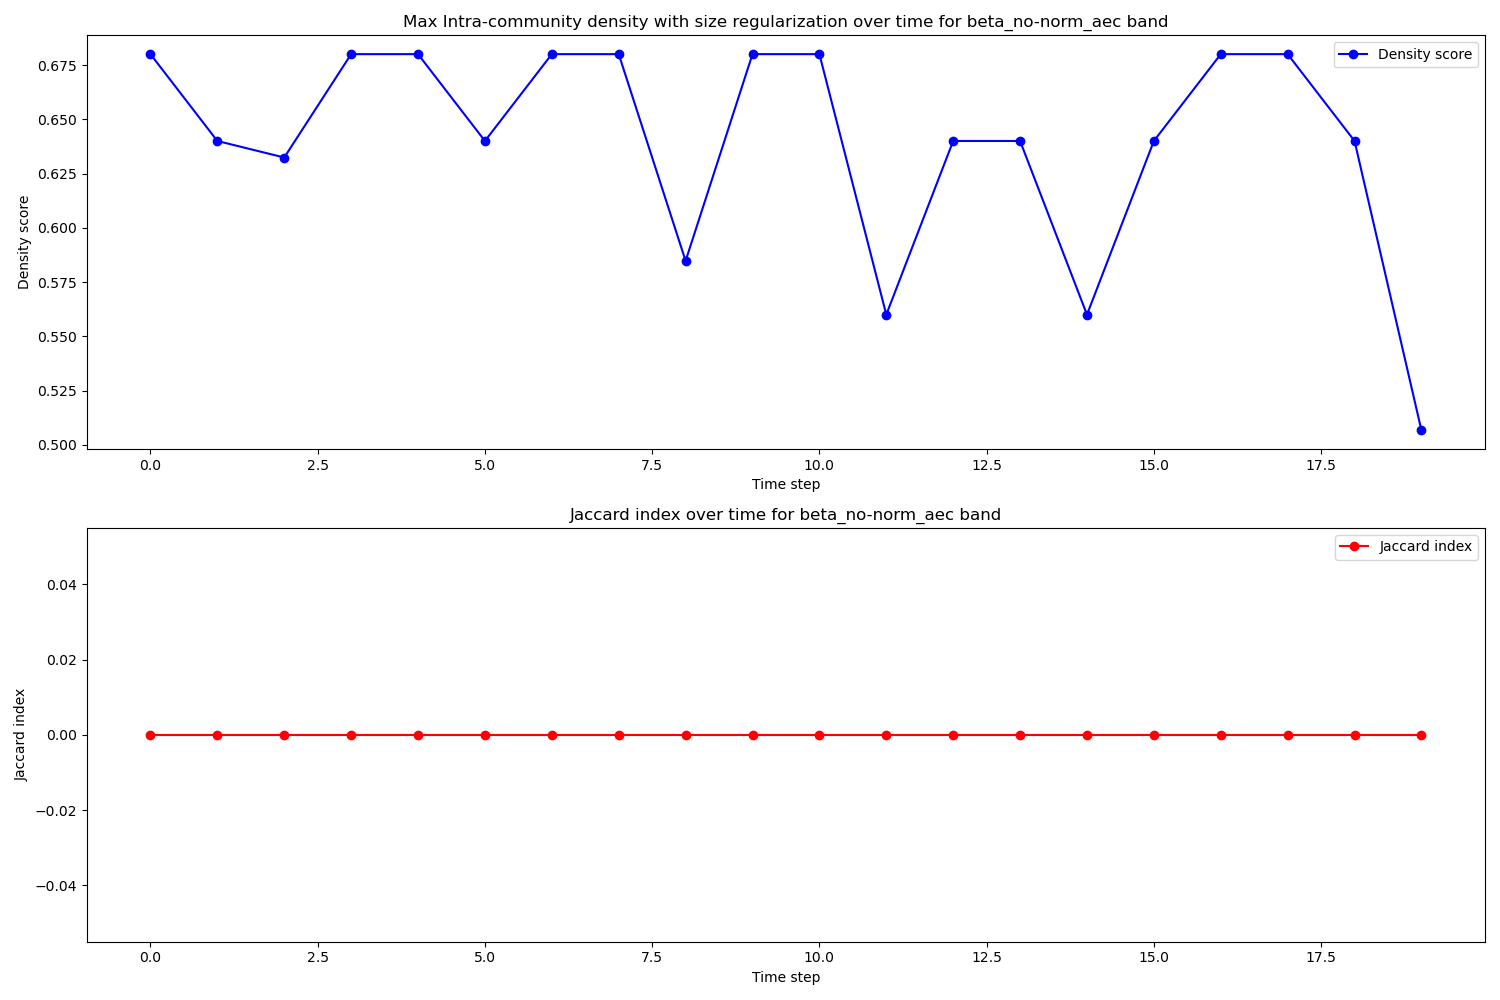 Max Intra-community density with size regularization over time for beta_no-norm_aec band
Density score
0.675
0.650
0.625
0.600
0.575
0.550
0.525
0.500
Density score
0.0 2.5 5.0 7.5 10.0 12.5 15.0 17.5
Time step
Jaccard index over time for beta_no-norm_aec band
Jaccard index
0.04
0.02
0.00
−0.02
−0.04
Jaccard index
0.0 2.5 5.0 7.5 10.0 12.5 15.0 17.5
Time step